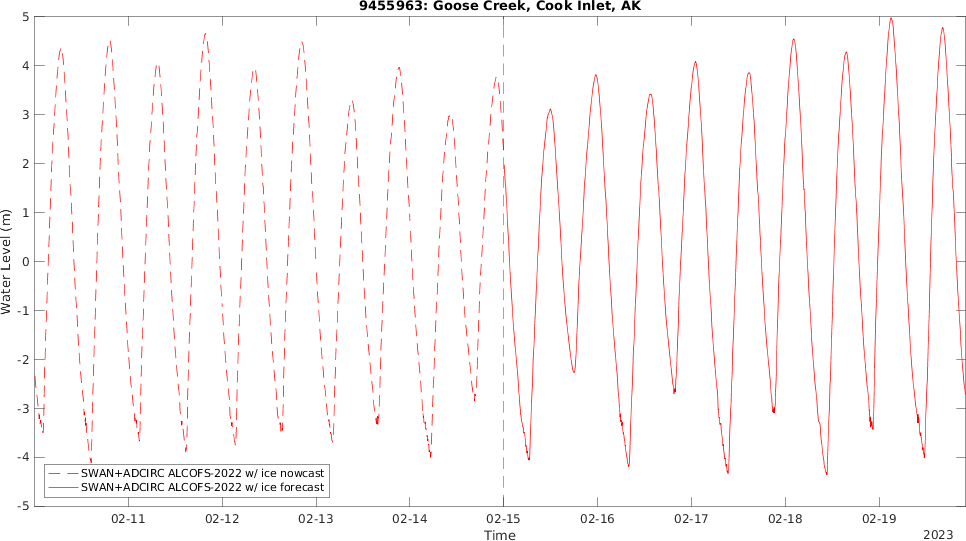 9455963: Goose Creek, Cook Inlet, AK
5
4
3
2
1
0
-1
-2
-3
-4
-5
Water Level (m)
SWAN+ADCIRC ALCOFS-2022 w/ ice nowcast
SWAN+ADCIRC ALCOFS-2022 w/ ice forecast
02-11 02-12 02-13 02-14 02-15 02-16 02-17 02-18 02-19
Time
2023